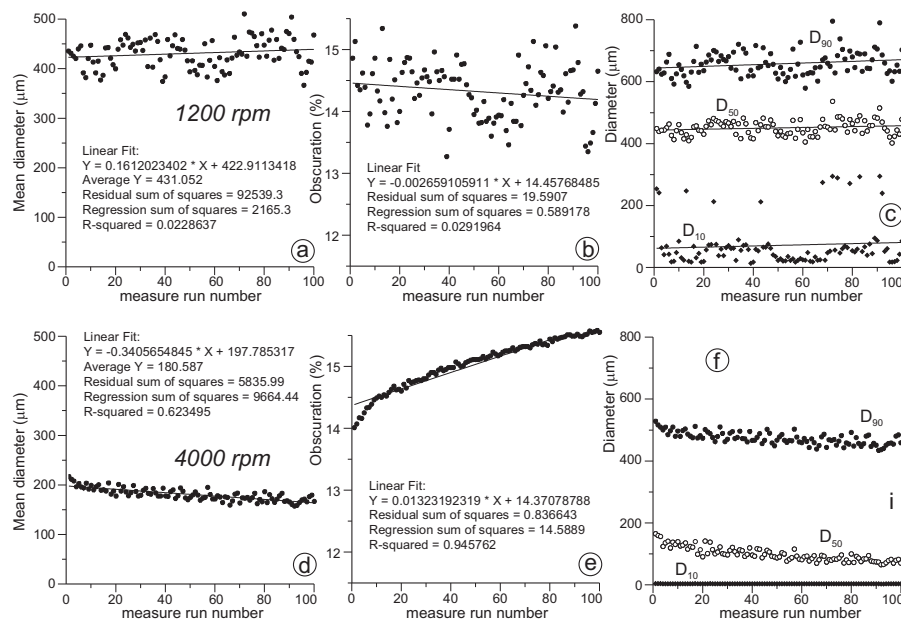 500
400
300
200
100
0
Mean diameter (μm)
1200 rpm
Linear Fit:
Y = 0.1612023402 * X + 422.9113418
Average Y = 431.052
Residual sum of squares = 92539.3
Regression sum of squares = 2165.3
R-squared = 0.0228637
a
0 20 40 60 80 100
measure run number
15
14
13
12
Obscuration (%)
Linear Fit
Y = -0.002659105911 * X + 14.45768485
Residual sum of squares = 19.5907
Regression sum of squares = 0.589178
R-squared = 0.0291964
b
0 20 40 60 80 100
measure run number
800
600
400
200
0
Diameter (μm)
D90
D50
D10
c
0 20 40 60 80 100
measure run number
500
400
300
200
100
0
Mean diameter (μm)
Linear Fit:
Y = -0.3405654845 * X + 197.785317
Average Y = 180.587
Residual sum of squares = 5835.99
Regression sum of squares = 9664.44
R-squared = 0.623495
4000 rpm
d
0 20 40 60 80 100
measure run number
15
14
13
12
Obscuration (%)
Linear Fit:
Y = 0.01323192319 * X + 14.37078788
Residual sum of squares = 0.836643
Regression sum of squares = 14.5889
R-squared = 0.945762
e
0 20 40 60 80 100
measure run number
800
600
400
200
0
Diameter (μm)
f
D90
i
D50
D10
0 20 40 60 80 100
measure run number